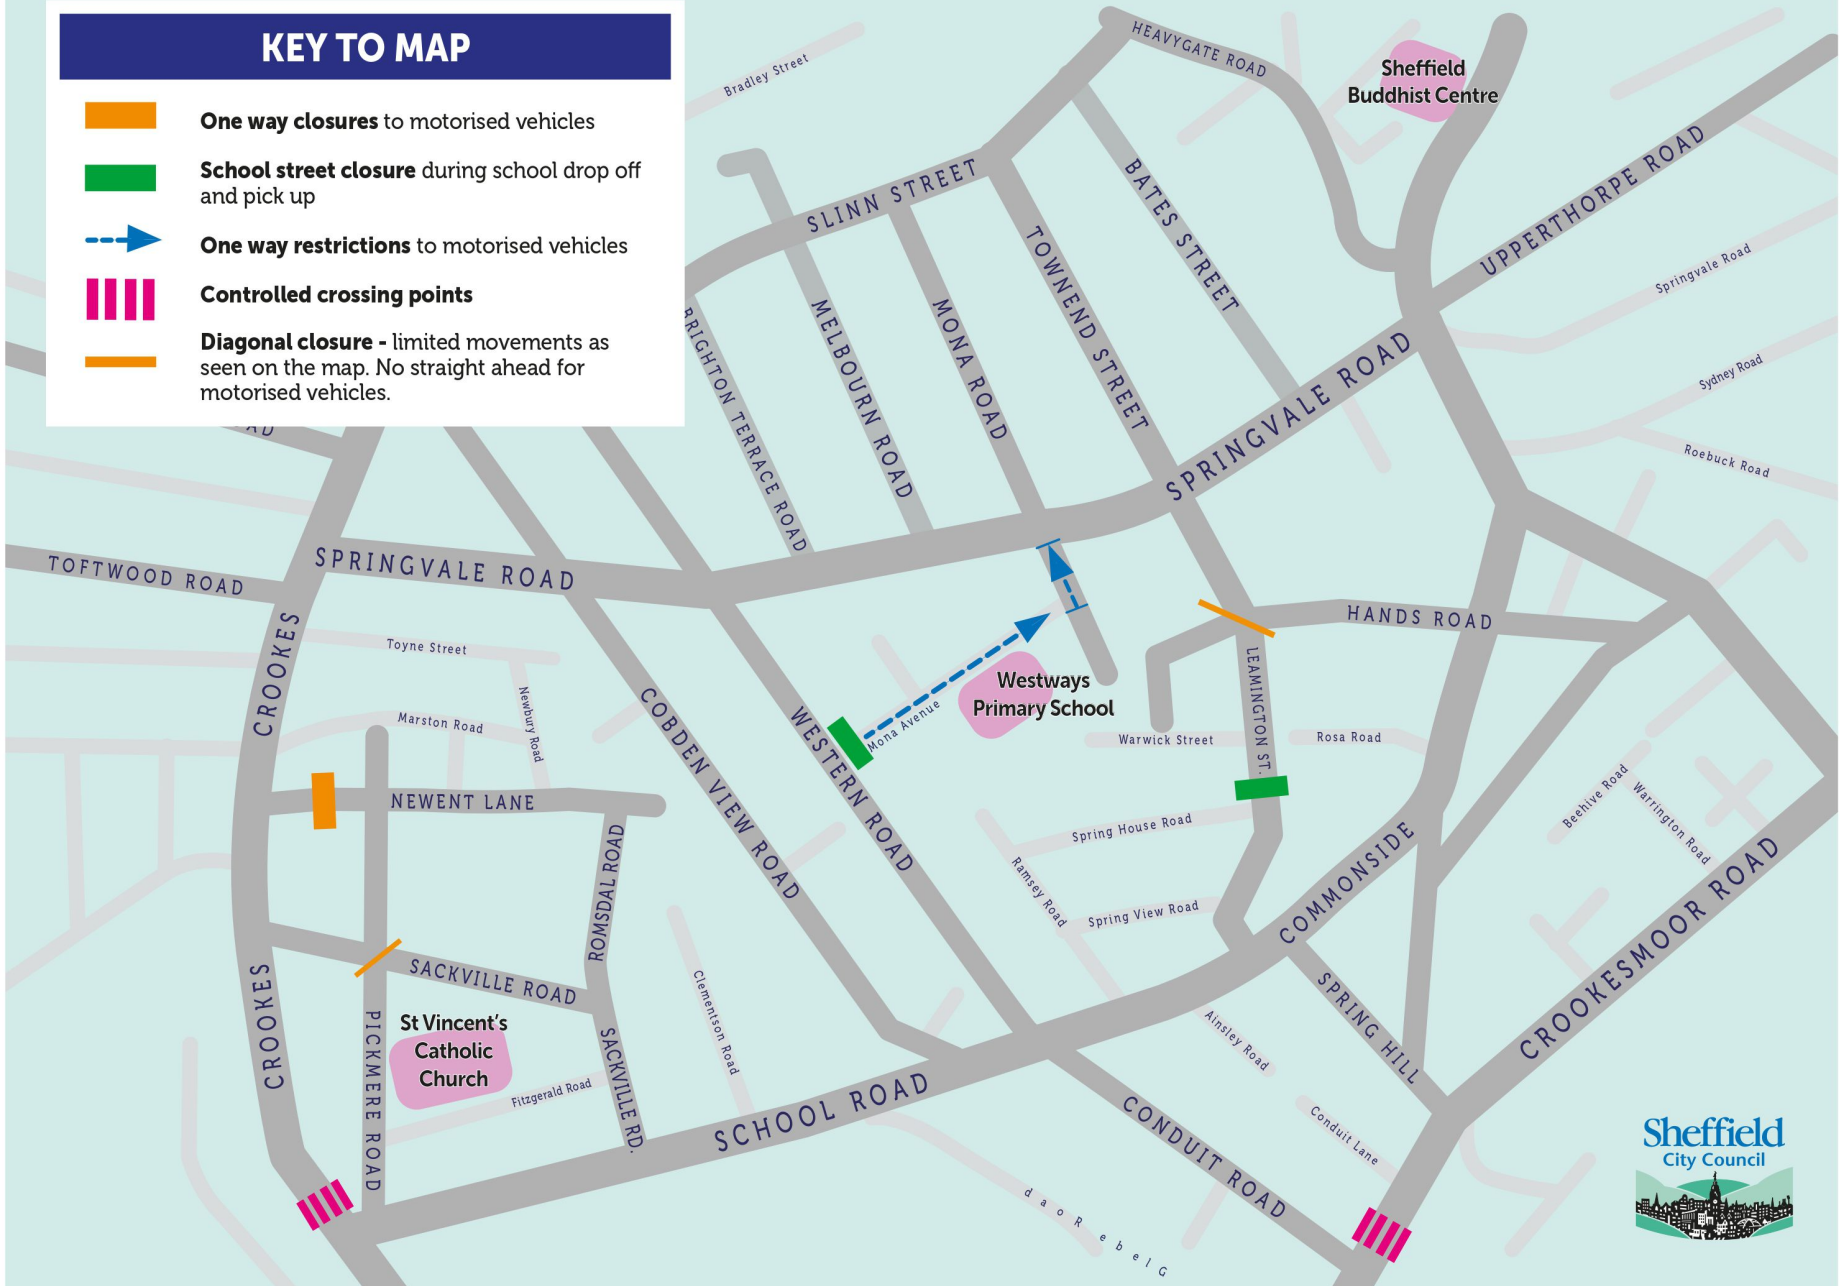 KEY TO MAP
One way closures to motorised vehicles
School street closure during school drop off
and pick up
One way restrictions to motorised vehicles
Controlled crossing points
Diagonal closure - limited movements as
seen on the map. No straight ahead for
motorised vehicles.
Bradley Street
HEAVYGATE ROAD
Sheffield
Buddhist Centre
UPPERTHORPE ROAD
SLINN STREET
BATES STREET
TOWNEND STREET
MONA ROAD
MELBOURN ROAD
BRIGHTON TERRACE ROAD
Springvale Road
SPRINGVALE ROAD
Sydney Road
Roebuck Road
AD
TOFTWOOD ROAD
SPRINGVALE ROAD
CROOKES
Toyne Street
Newbury Road
Marston Road
HANDS ROAD
LEAMINGTON ST.
Westways
Primary School
Mona Avenue
Warwick Street
Rosa Road
COBDEN VIEW ROAD
WESTERN ROAD
NEWENT LANE
Beehive Road
Warrington Road
Spring House Road
Ramsey Road
Spring View Road
COMMONSIDE
ROMSDAL ROAD
CROOKESMOOR ROAD
CROOKES
SACKVILLE ROAD
Clementson Road
SPRING HILL
St Vincent's
Catholic
Church
PICKMERE ROAD
SACKVILLE RD.
Fitzgerald Road
Ainsley Road
SCHOOL ROAD
CONDUIT ROAD
Conduit Lane
Glebe Road
Sheffield
City Council